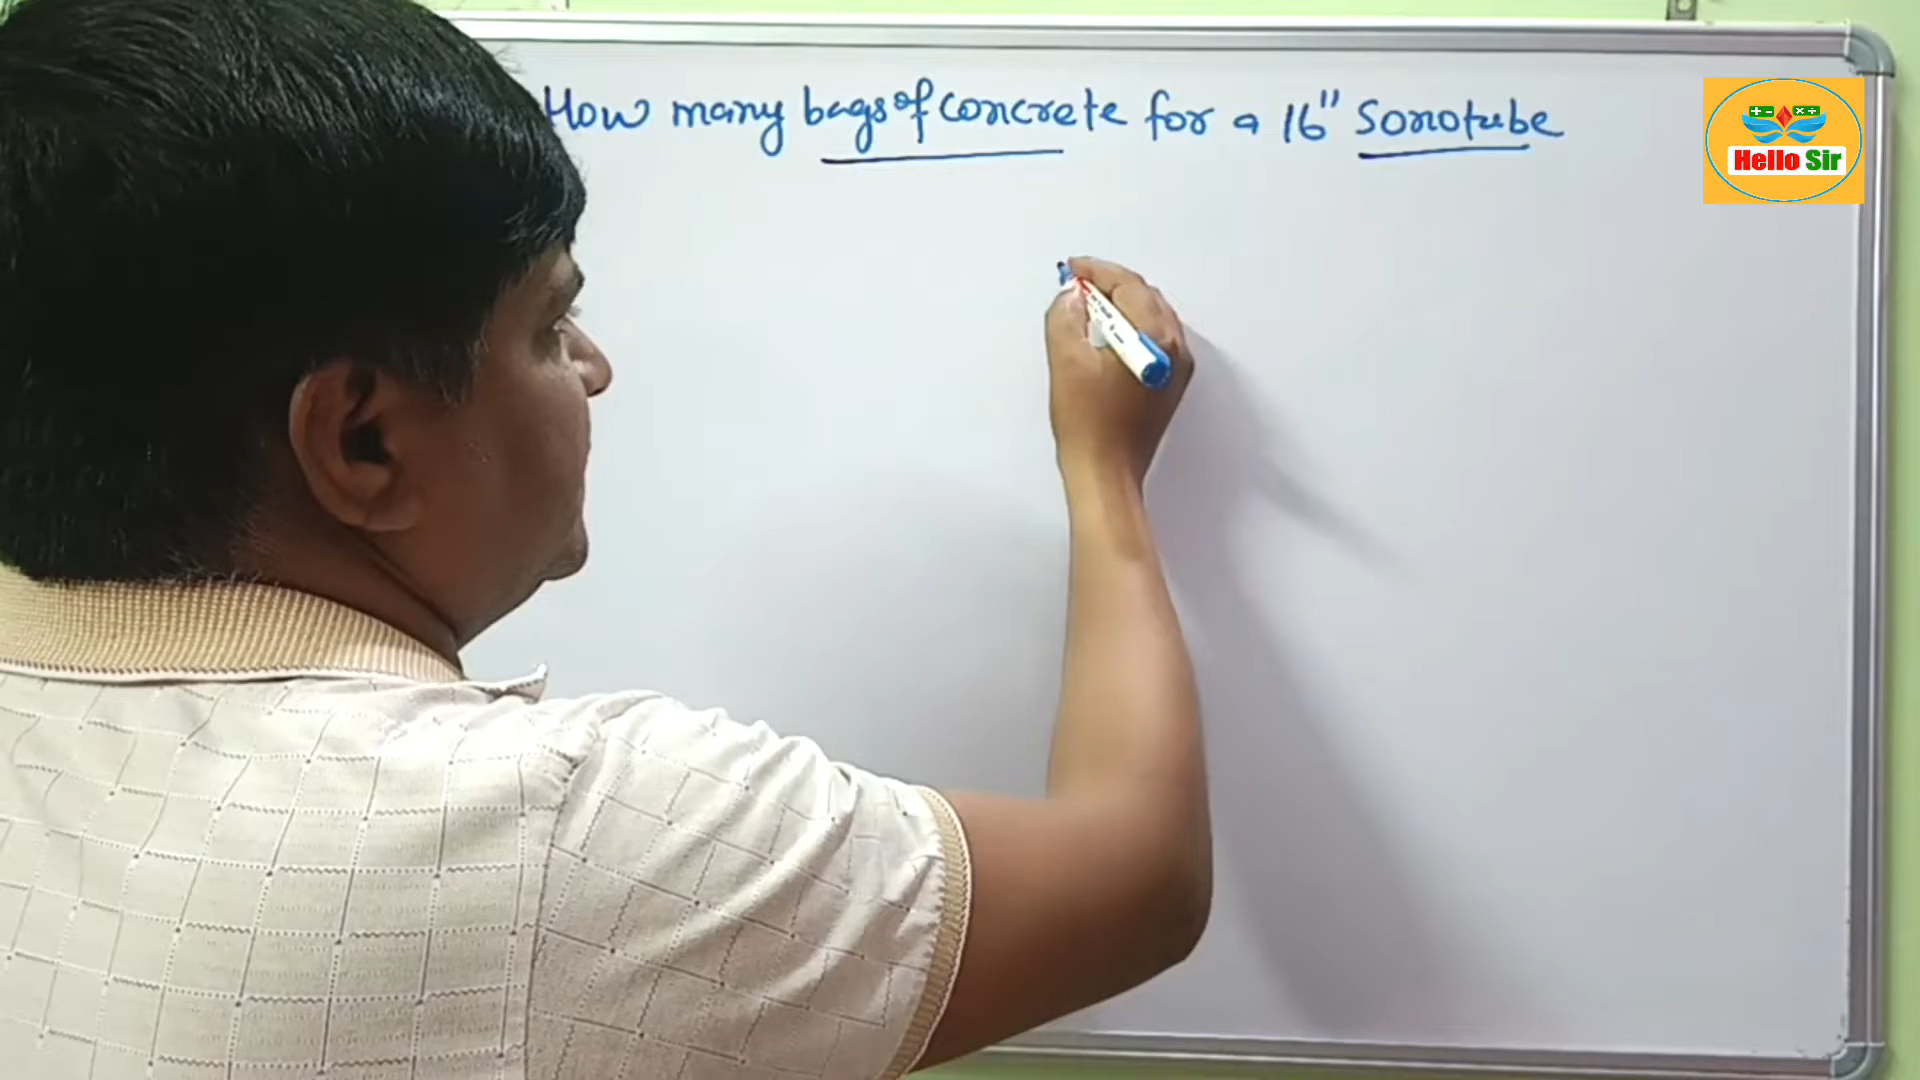 How many bags of concrete for a 16" Sonotube
+ - × ÷
Hello Sir